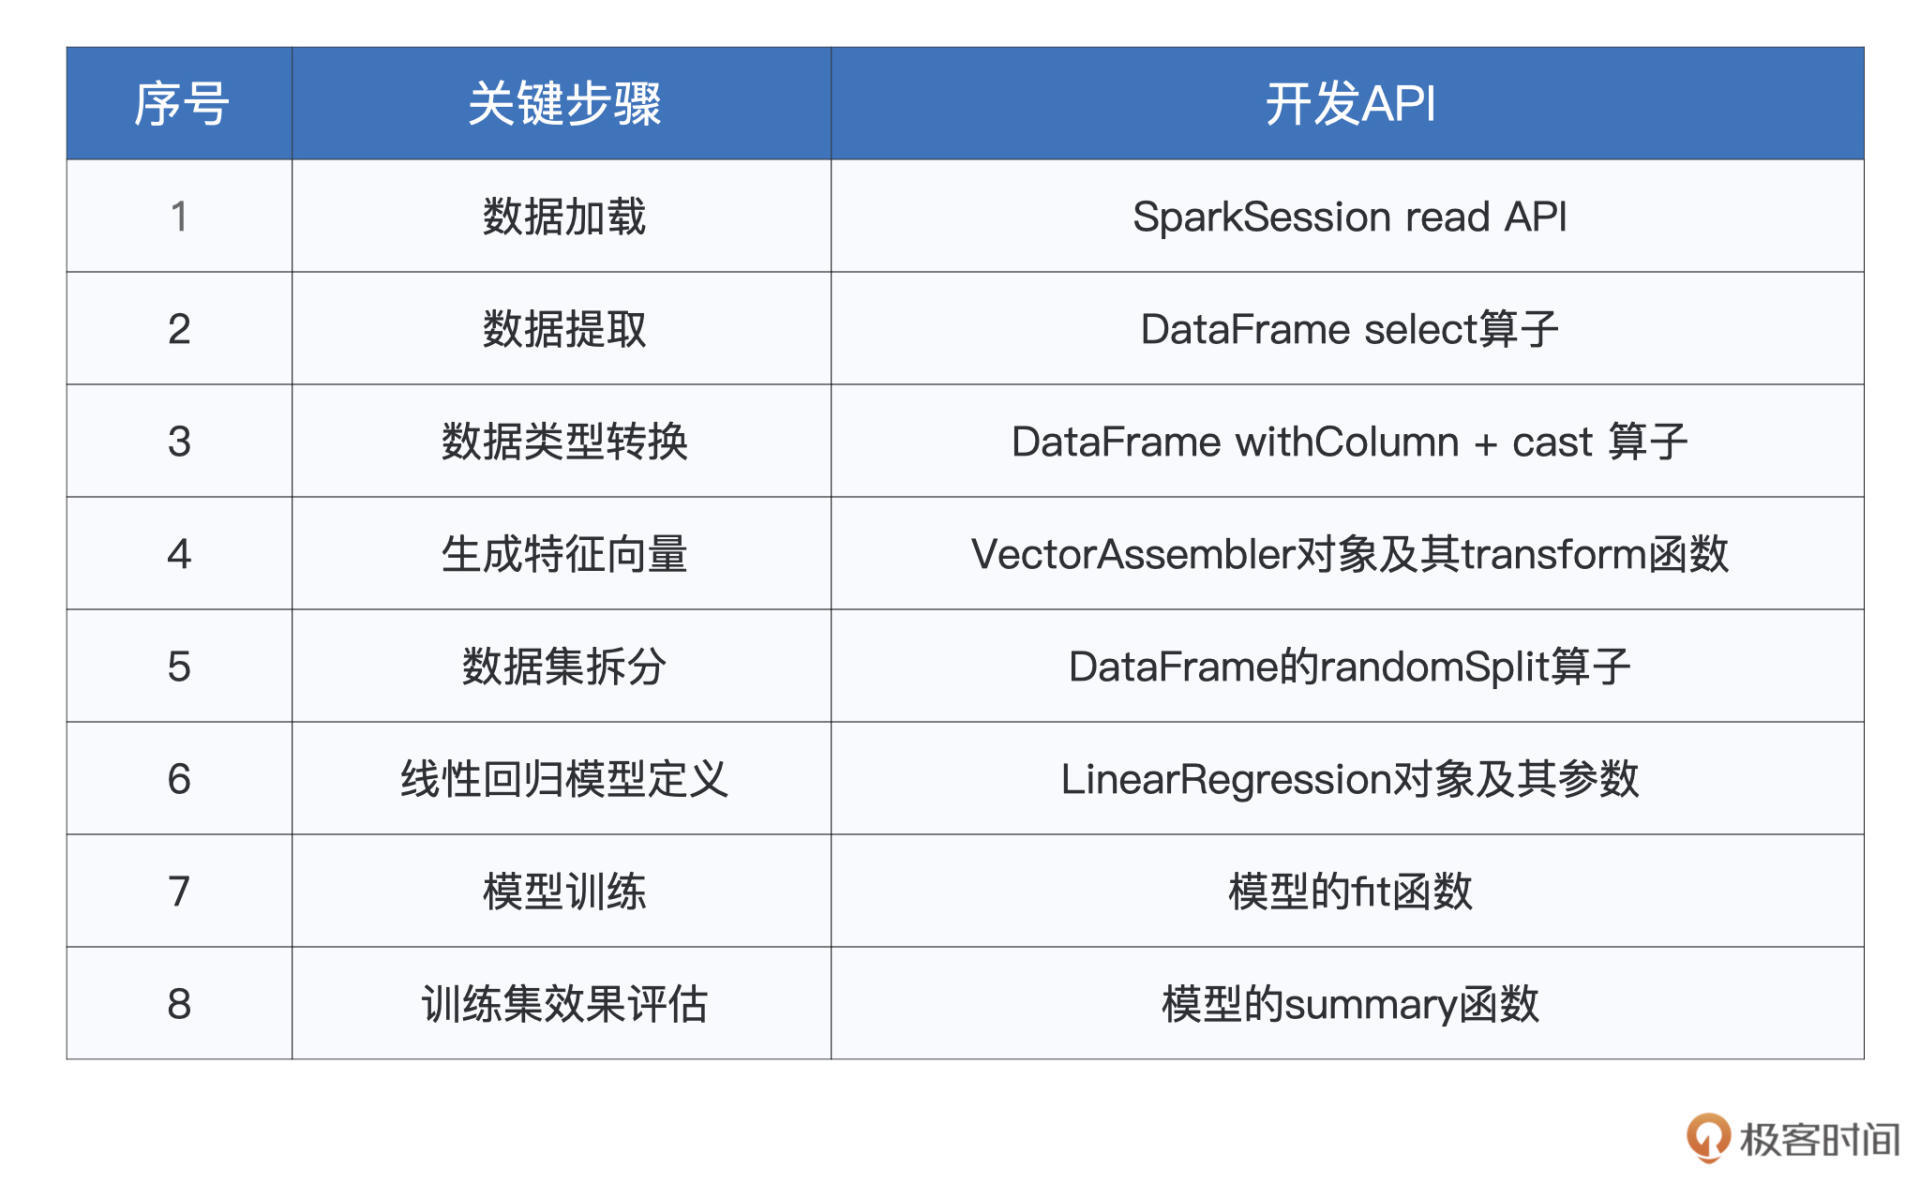 序号 关键步骤 开发API
1 数据加载 SparkSession read API
2 数据提取 DataFrame select算子
3 数据类型转换 DataFrame withColumn + cast 算子
4 生成特征向量 VectorAssembler对象及其transform函数
5 数据集拆分 DataFrame的randomSplit算子
6 线性回归模型定义 LinearRegression对象及其参数
7 模型训练 模型的fit函数
8 训练集效果评估 模型的summary函数
极客时间